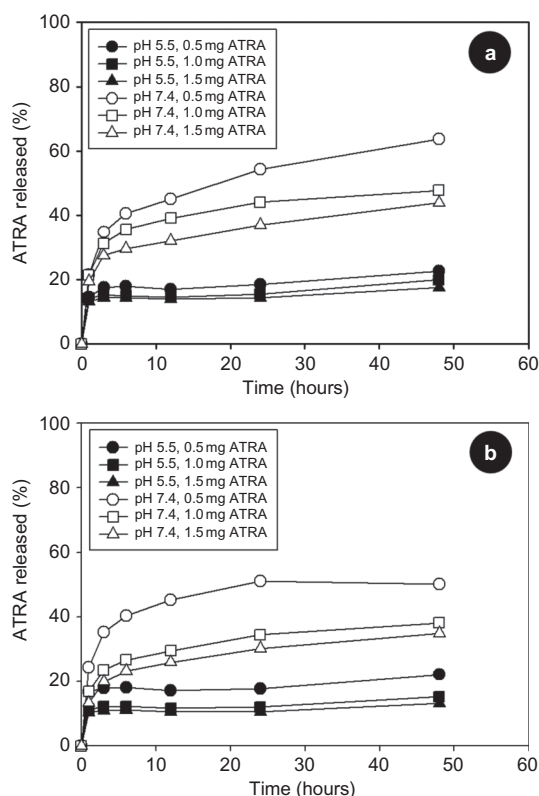 100
80
60
40
20
0
ATRA released (%)
pH 5.5, 0.5 mg ATRA
pH 5.5, 1.0 mg ATRA
pH 5.5, 1.5 mg ATRA
pH 7.4, 0.5 mg ATRA
pH 7.4, 1.0 mg ATRA
pH 7.4, 1.5 mg ATRA
a
0 10 20 30 40 50 60
Time (hours)
100
80
60
40
20
0
ATRA released (%)
pH 5.5, 0.5 mg ATRA
pH 5.5, 1.0 mg ATRA
pH 5.5, 1.5 mg ATRA
pH 7.4, 0.5 mg ATRA
pH 7.4, 1.0 mg ATRA
pH 7.4, 1.5 mg ATRA
b
0 10 20 30 40 50 60
Time (hours)